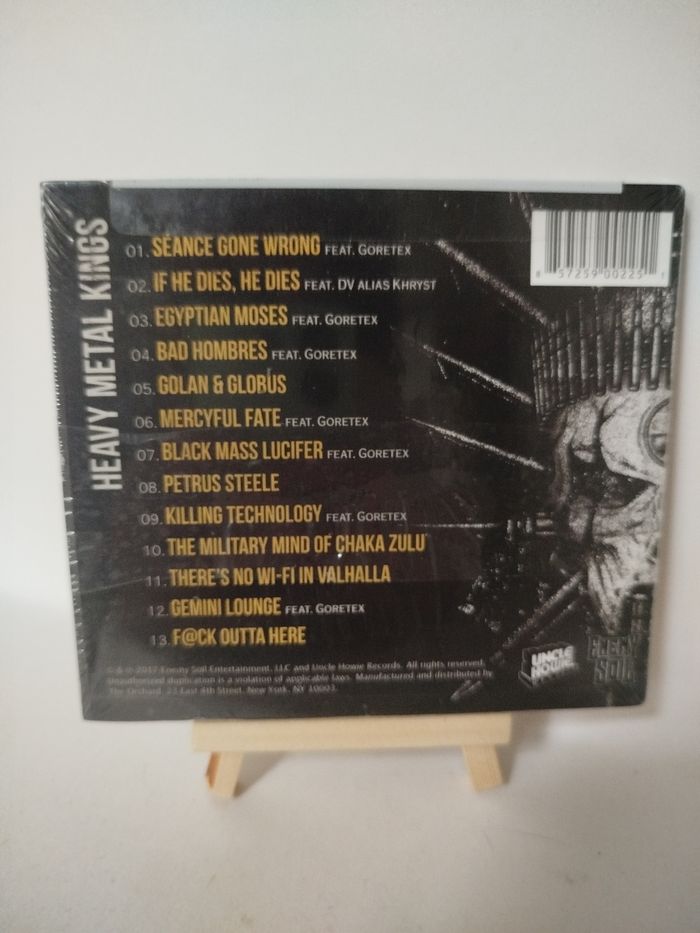 HEAVY METAL KINGS
01. SÉANCE GONE WRONG FEAT. GORETEX
02. IF HE DIES, HE DIES FEAT. DV ALIAS KHRYST
03. EGYPTIAN MOSES FEAT. GORETEX
04. BAD HOMBRES FEAT. GORETEX
05. GOLAN & GLOBUS
06. MERCYFUL FATE FEAT. GORETEX
07. BLACK MASS LUCIFER FEAT. GORETEX
08. PETRUS STEELE
09. KILLING TECHNOLOGY FEAT. GORETEX
10. THE MILITARY MIND OF CHAKA ZULU
11. THERE'S NO WI-FI IN VALHALLA
12. GEMINI LOUNGE FEAT. GORETEX
13. F@CK OUTTA HERE
8 57259 00225 1
© & ℗ 2017 Enemy Soil Entertainment, LLC and Uncle Howie Records. All rights reserved.
Unauthorized duplication is a violation of applicable laws. Manufactured and distributed by
The Orchard. 23 East 4th Street. New York. NY 10003.
UNCLE
HOWIE
ENEMY
SOIL